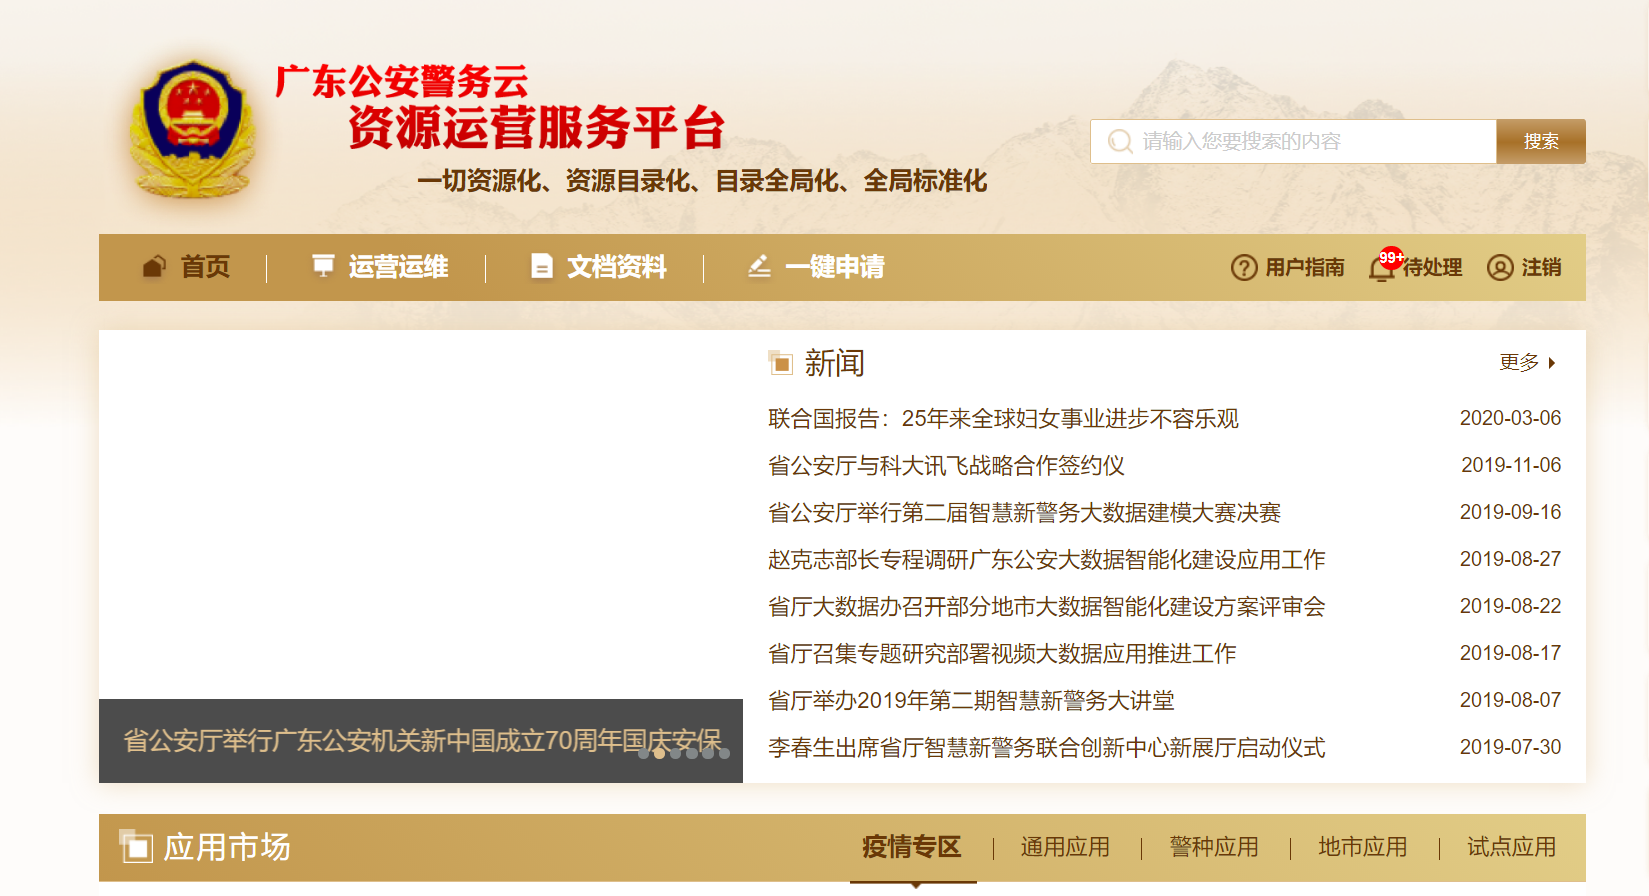 广东公安警务云
资源运营服务平台
一切资源化、资源目录化、目录全局化、全局标准化
请输入您要搜索的内容
搜索
首页
运营运维
文档资料
一键申请
用户指南
99+
待处理
注销
新闻
更多
联合国报告：25年来全球妇女事业进步不容乐观 2020-03-06
省公安厅与科大讯飞战略合作签约仪 2019-11-06
省公安厅举行第二届智慧新警务大数据建模大赛决赛 2019-09-16
赵克志部长专程调研广东公安大数据智能化建设应用工作 2019-08-27
省厅大数据办召开部分地市大数据智能化建设方案评审会 2019-08-22
省厅召集专题研究部署视频大数据应用推进工作 2019-08-17
省厅举办2019年第二期智慧新警务大讲堂 2019-08-07
李春生出席省厅智慧新警务联合创新中心新展厅启动仪式 2019-07-30
省公安厅举行广东公安机关新中国成立70周年国庆安保
应用市场
疫情专区
通用应用
警种应用
地市应用
试点应用